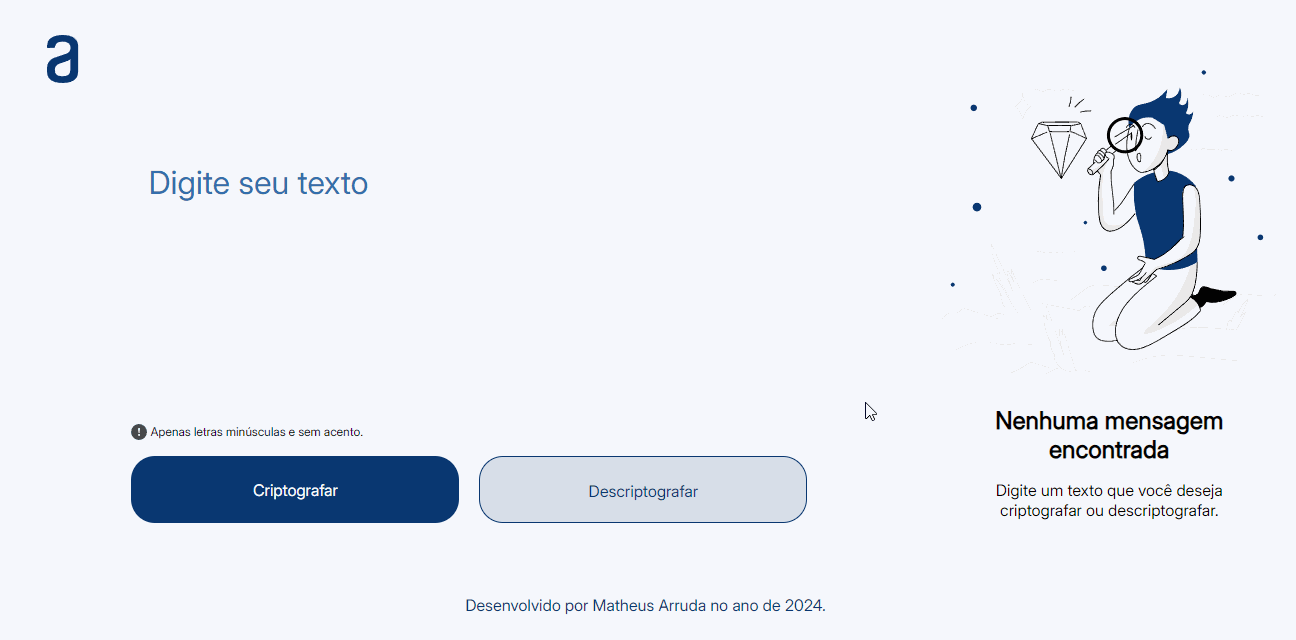 a
Digite seu texto
! Apenas letras minúsculas e sem acento.
Criptografar
Descriptografar
Nenhuma mensagem
encontrada
Digite um texto que você deseja
criptografar ou descriptografar.
Desenvolvido por Matheus Arruda no ano de 2024.